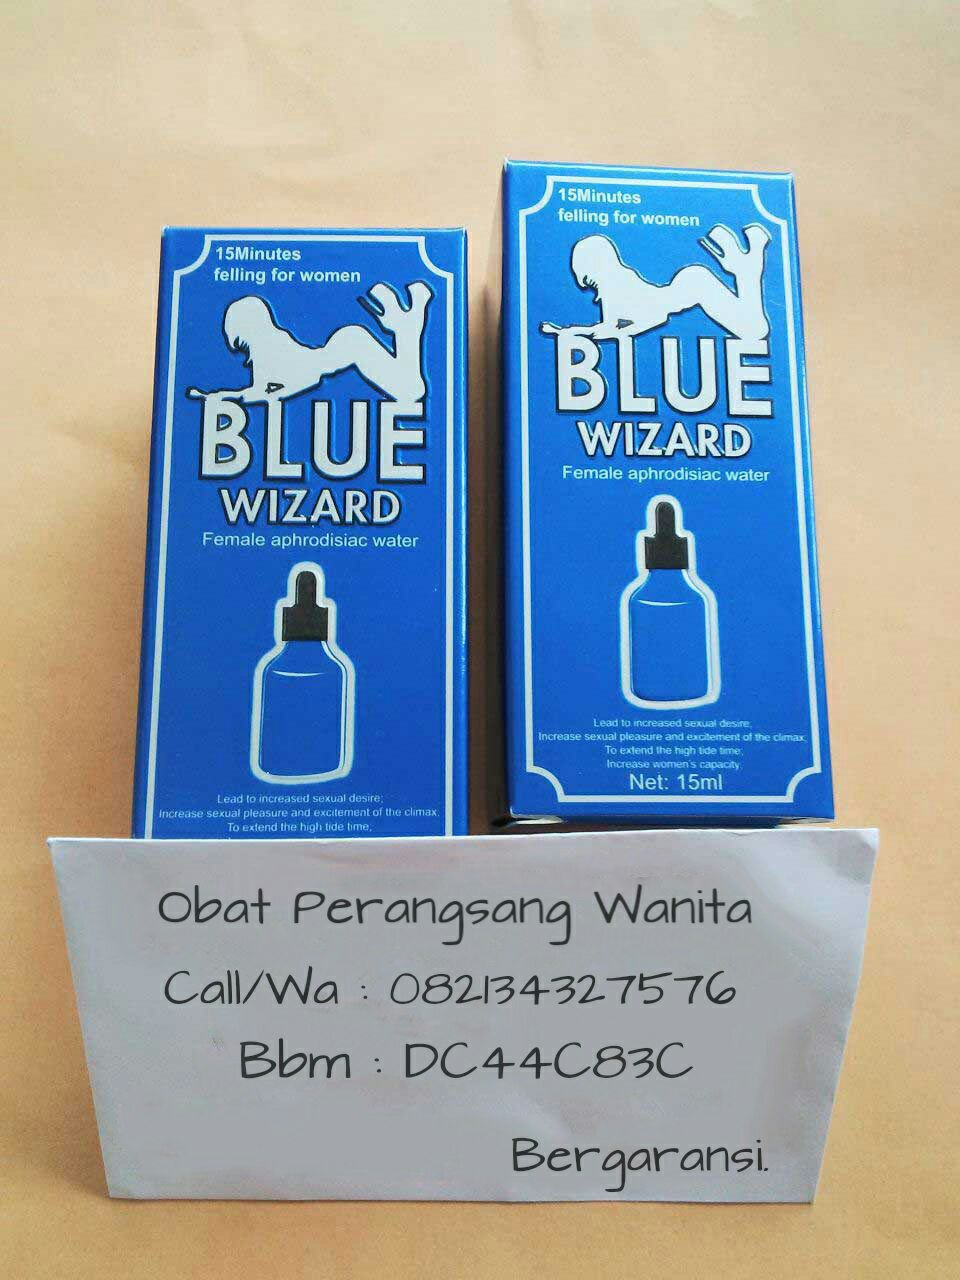 15Minutes
felling for women
BLUE
WIZARD
Female aphrodisiac water
Lead to increased sexual desire;
Increase sexual pleasure and excitement of the climax;
To extend the high tide time;
15Minutes
felling for women
BLUE
WIZARD
Female aphrodisiac water
Lead to increased sexual desire;
Increase sexual pleasure and excitement of the climax;
To extend the high tide time;
Increase women's capacity
Net: 15ml
Obat Perangsang Wanita
Call/Wa : 082134327576
Bbm : DC44C83C
Bergaransi.